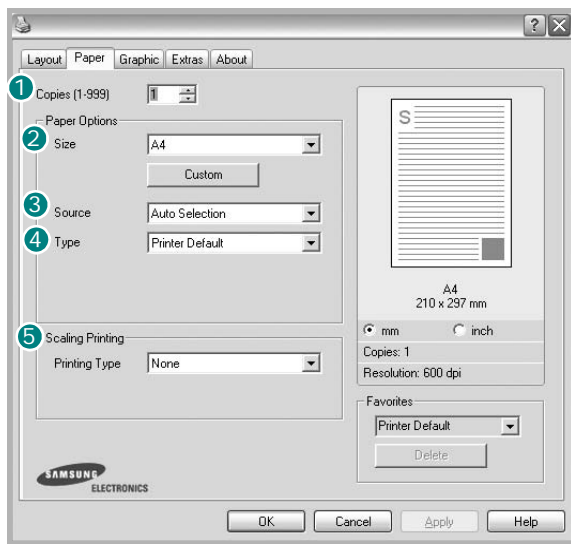 Layout Paper Graphic Extras About
1 Copies (1-999) 1
Paper Options
2 Size A4
Custom
3 Source Auto Selection
4 Type Printer Default
5 Scaling Printing
Printing Type None
S
A4
210 x 297 mm
mm inch
Copies: 1
Resolution: 600 dpi
Favorites
Printer Default
Delete
SAMSUNG
ELECTRONICS
OK Cancel Apply Help